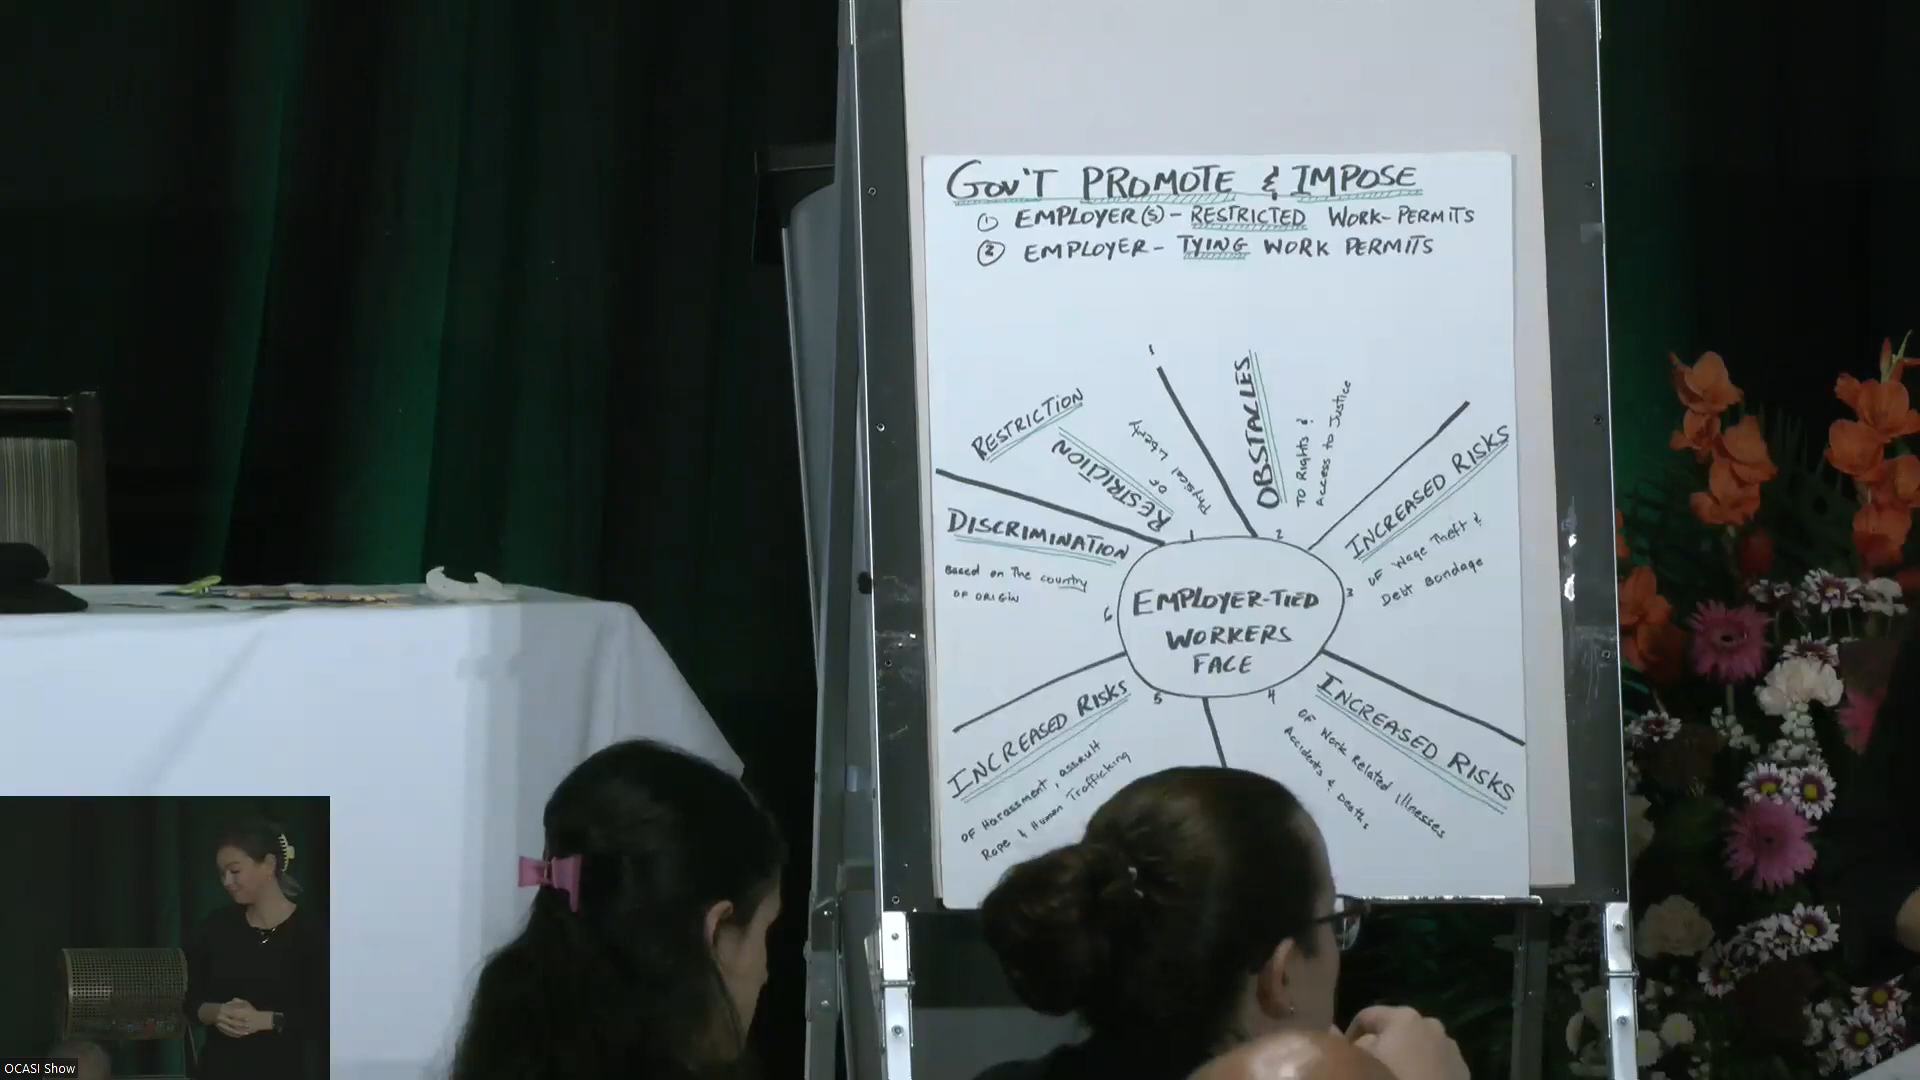 GOV'T PROMOTE & IMPOSE
① EMPLOYER(S) - RESTRICTED WORK-PERMITS
② EMPLOYER - TYING WORK PERMITS
RESTRICTION
1
RESTRICTION
OF
Physical Liberty
1
OBSTACLES
TO Rights &
Access to Justice
2
INCREASED RISKS
OF Wage Theft &
Debt Bondage
3
DISCRIMINATION
Based on The country
OF ORIGIN
6
EMPLOYER-TIED
WORKERS
FACE
INCREASED RISKS
OF Work Related Illnesses
Accidents & Deaths
4
INCREASED RISKS
OF Harassment, assault
Rape & Human Trafficking
5
OCASI Show